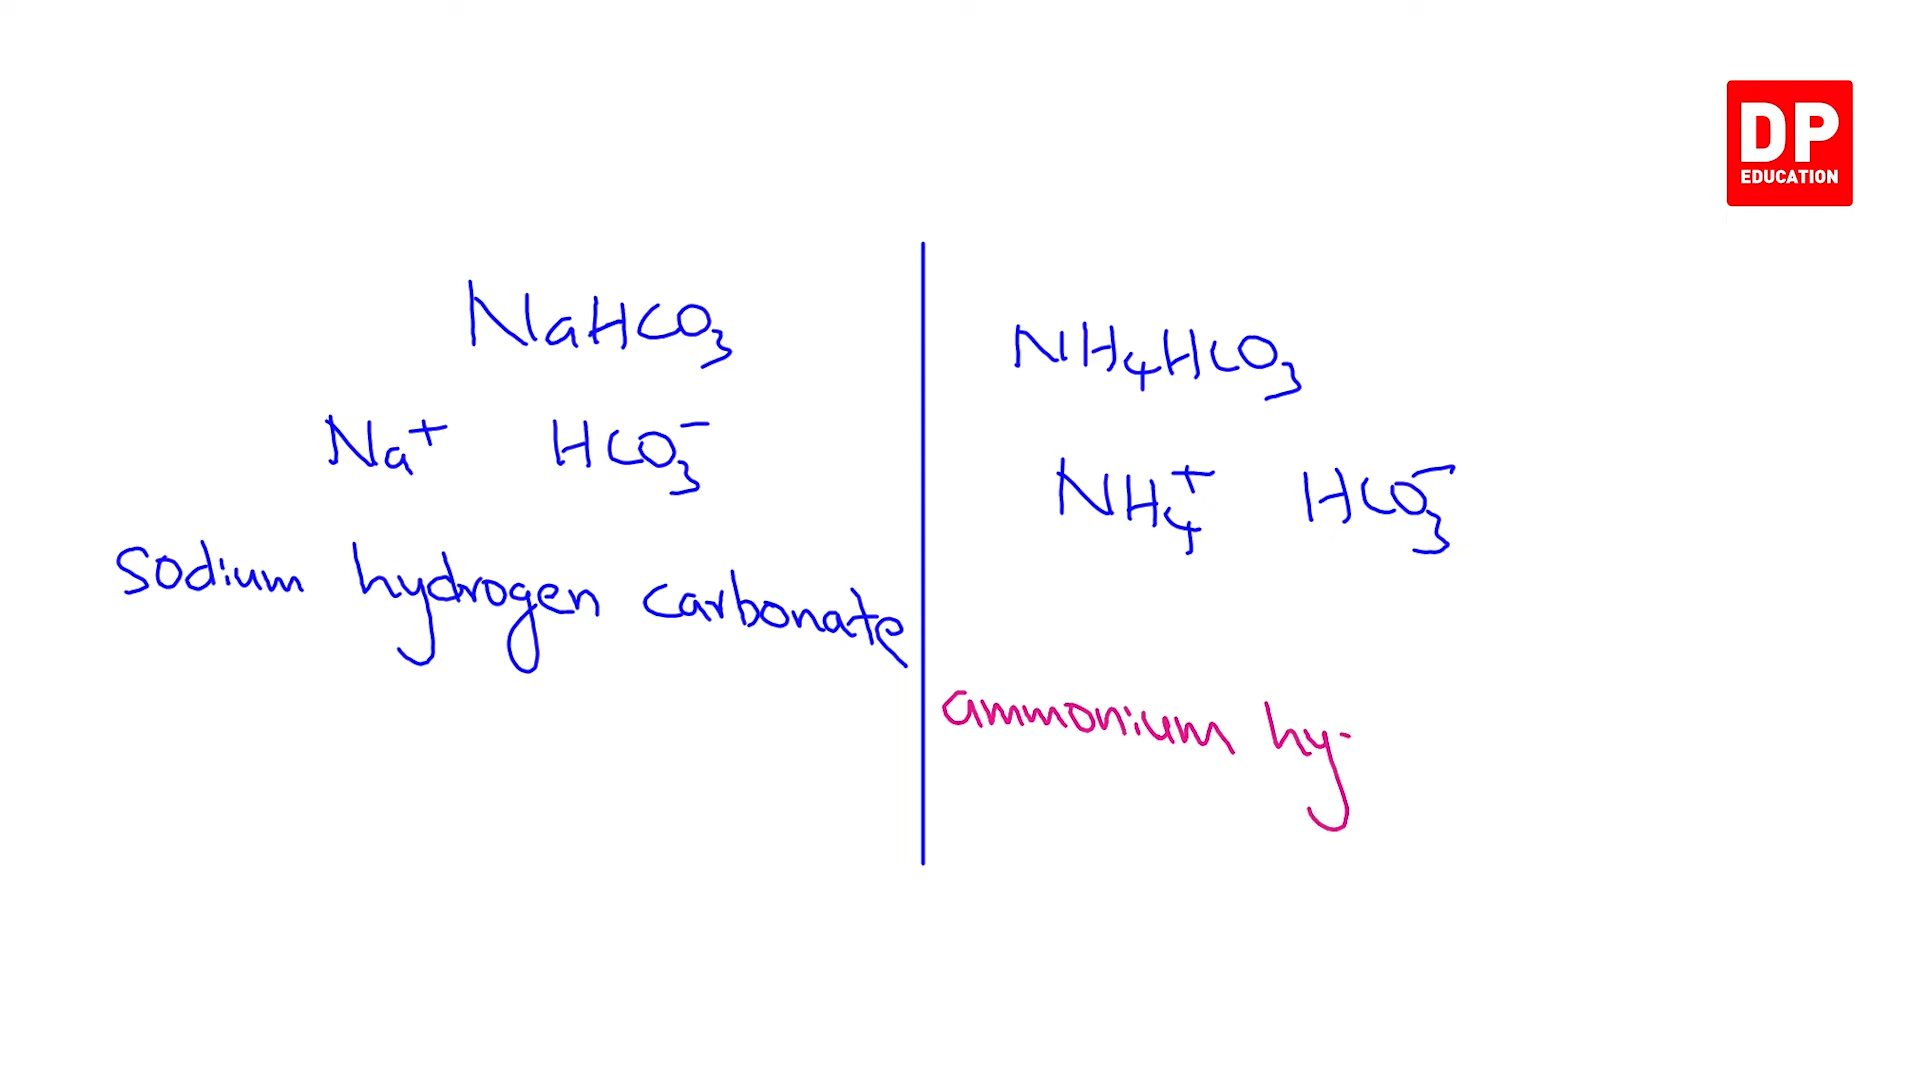 DP
EDUCATION
NaHCO₃
Na⁺ HCO₃⁻
sodium hydrogen carbonate
NH₄HCO₃
NH₄⁺ HCO₃⁻
ammonium hy